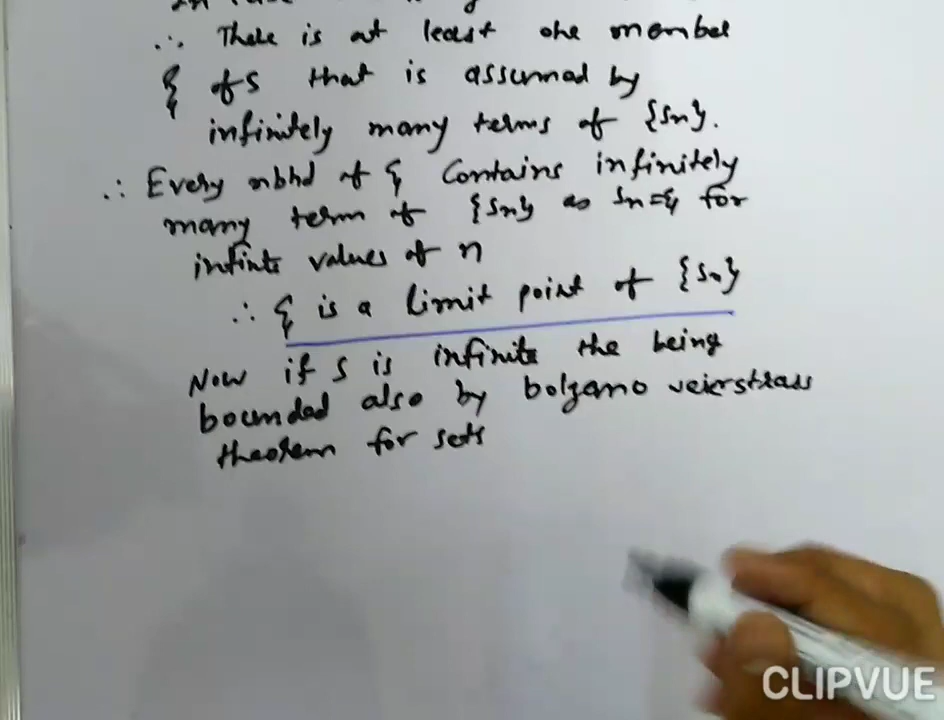 ∴ There is at least one member
ξ of S that is assumed by
infinitely many terms of {Sn}.
∴ Every nbhd of ξ Contains infinitely
many term of {Sn} as Sn=ξ for
infinite values of n
∴ ξ is a limit point of {Sn}
Now if S is infinite the being
bounded also by bolzano veierstrass
theorem for sets
CLIPVUE